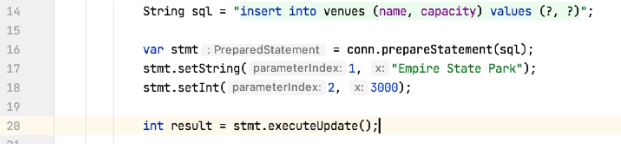 14 String sql = "insert into venues (name, capacity) values (?, ?)";
15
16 var stmt : PreparedStatement = conn.prepareStatement(sql);
17 stmt.setString( parameterIndex: 1, x: "Empire State Park");
18 stmt.setInt( parameterIndex: 2, x: 3000);
19
20 int result = stmt.executeUpdate();